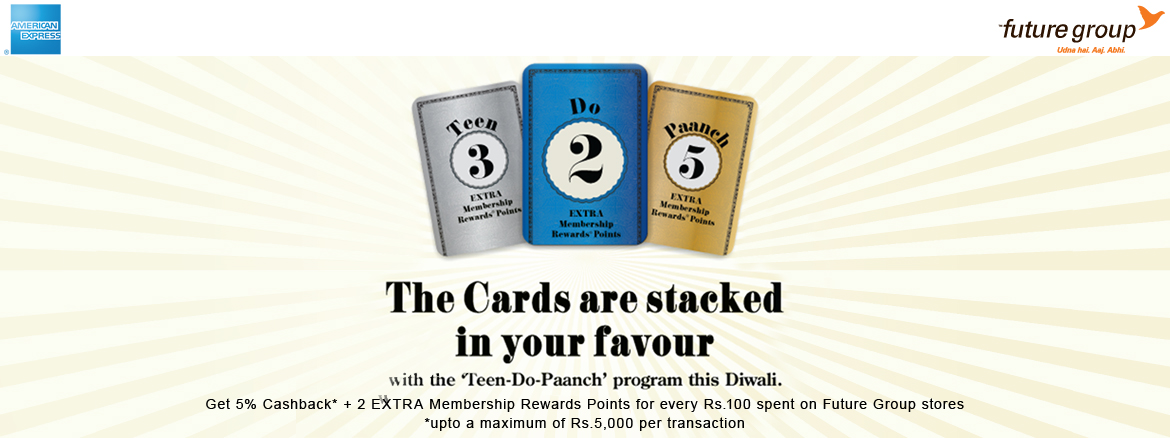 AMERICAN
EXPRESS
®
™future group
Udna hai. Aaj. Abhi.
Teen
3
EXTRA
Membership
Rewards® Points
Do
2
EXTRA
Membership
Rewards® Points
Paanch
5
EXTRA
Membership
Rewards® Points
The Cards are stacked
in your favour
with the ‘Teen-Do-Paanch’ program this Diwali.
Get 5% Cashback* + 2 EXTRA Membership Rewards Points for every Rs.100 spent on Future Group stores
*upto a maximum of Rs.5,000 per transaction